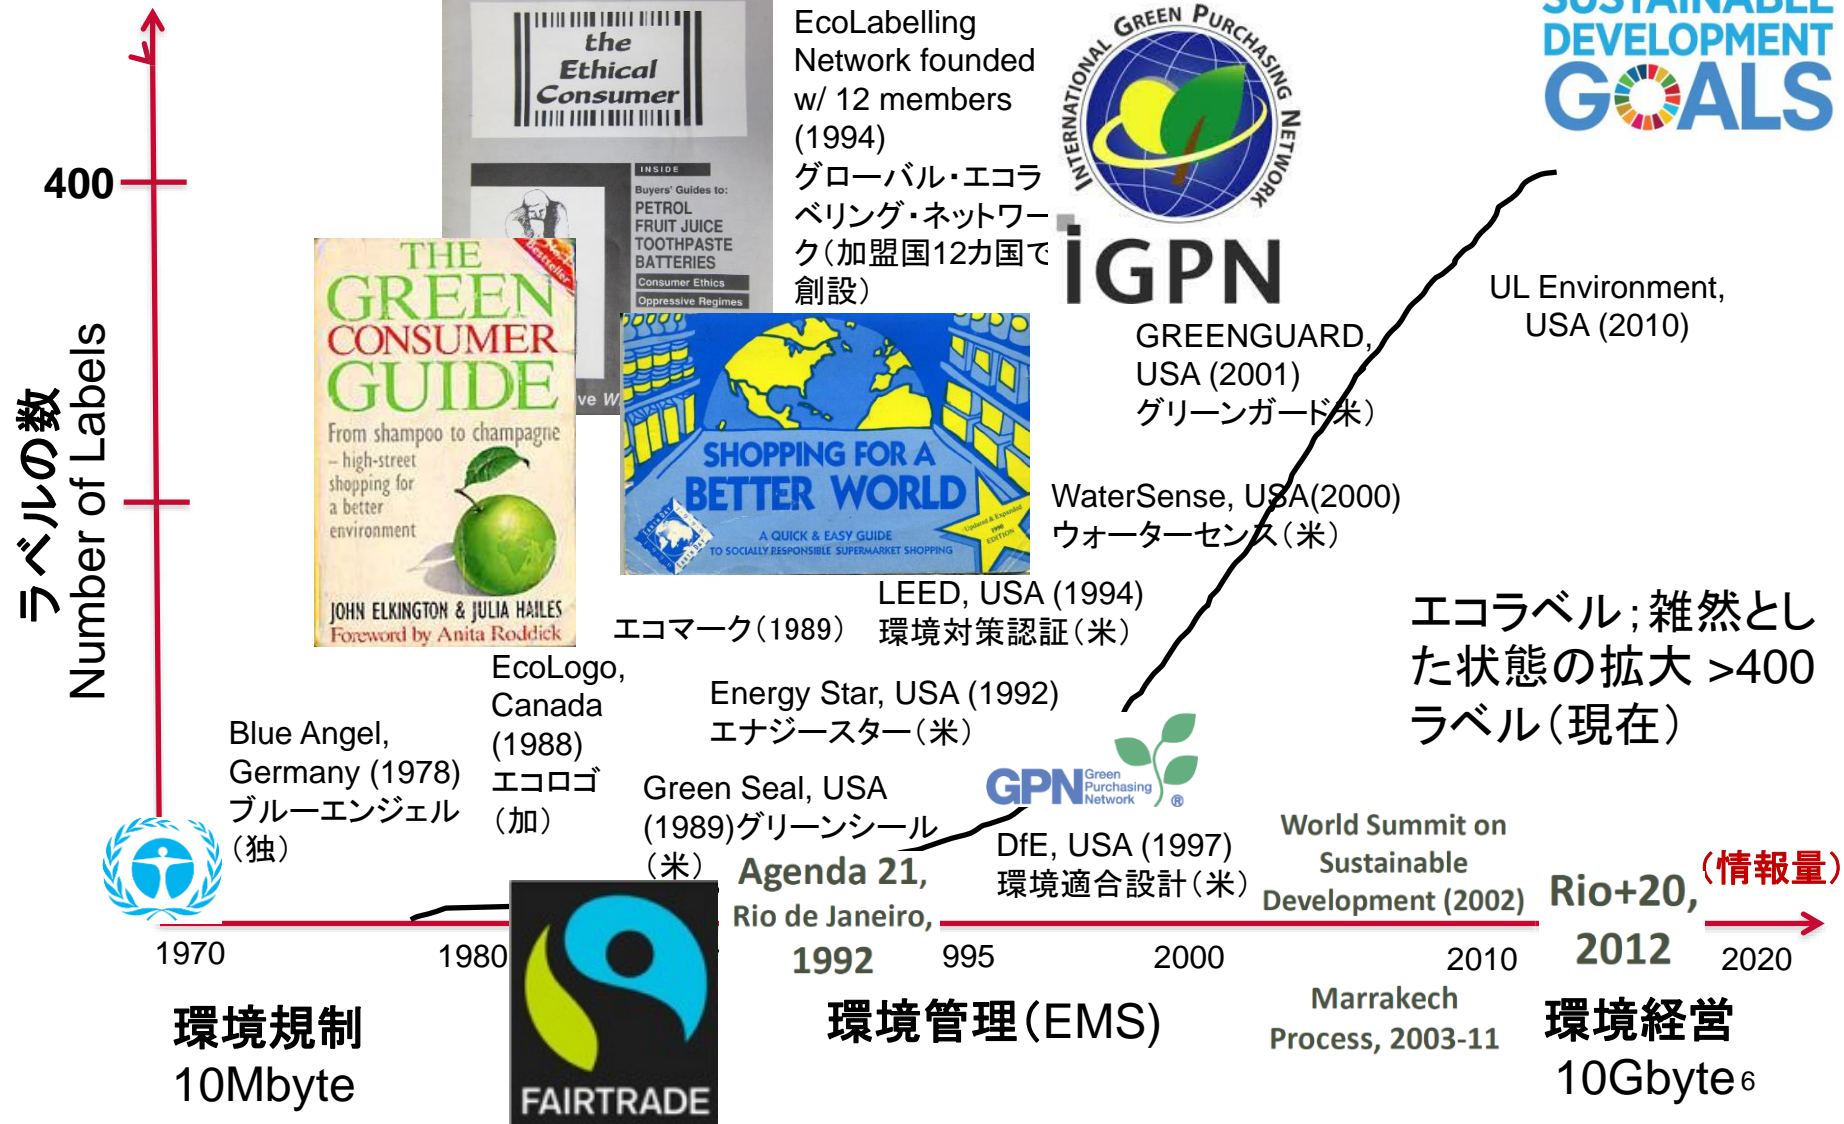 the
Ethical
Consumer
INSIDE
Buyers' Guides to:
PETROL
FRUIT JUICE
TOOTHPASTE
BATTERIES
Consumer Ethics
Oppressive Regimes
EcoLabelling
Network founded
w/ 12 members
(1994)
グローバル・エコラ
ベリング・ネットワー
ク（加盟国12カ国で
創設）
INTERNATIONAL GREEN PURCHASING NETWORK
iGPN
SUSTAINABLE
DEVELOPMENT
GOALS
400
ラベルの数
Number of Labels
THE
GREEN
CONSUMER
GUIDE
Bestseller
From shampoo to champagne
– high-street
shopping for
a better
environment
JOHN ELKINGTON & JULIA HAILES
Foreword by Anita Roddick
SHOPPING FOR A
BETTER WORLD
A QUICK & EASY GUIDE
TO SOCIALLY RESPONSIBLE SUPERMARKET SHOPPING
Updated & Expanded
1990
EDITION
UL Environment,
USA (2010)
GREENGUARD,
USA (2001)
グリーンガード米）
WaterSense, USA(2000)
ウォーターセンス（米）
LEED, USA (1994)
環境対策認証（米）
エコマーク（1989）
エコラベル；雑然とし
た状態の拡大 >400
ラベル（現在）
EcoLogo,
Canada
(1988)
エコロゴ
（加）
Energy Star, USA (1992)
エナジースター（米）
Blue Angel,
Germany (1978)
ブルーエンジェル
（独）
Green Seal, USA
(1989)グリーンシール
（米）
GPN Green
Purchasing
Network ®
DfE, USA (1997)
環境適合設計（米）
Agenda 21,
Rio de Janeiro,
1992
World Summit on
Sustainable
Development (2002)
Rio+20,
2012
（情報量）
1970
1980
995
2000
2010
2020
環境規制
10Mbyte
FAIRTRADE
環境管理（EMS）
Marrakech
Process, 2003-11
環境経営
10Gbyte
6